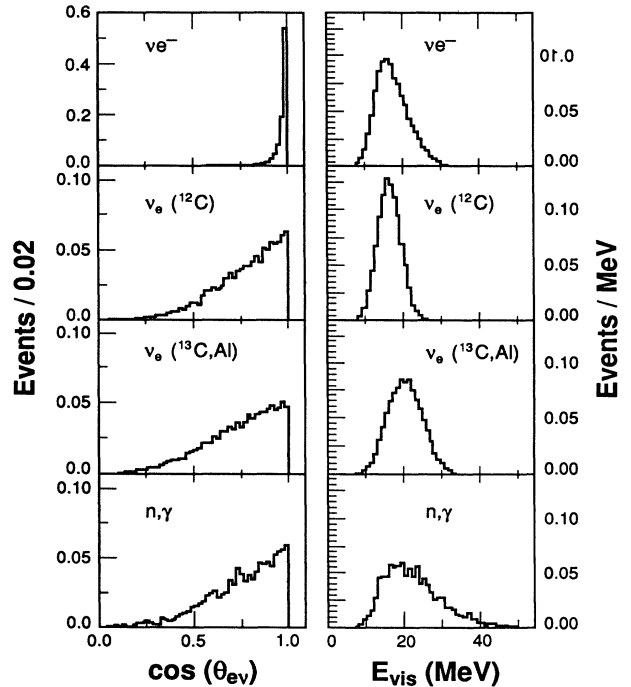 0.6
νe⁻
0.4
0.2
0.0
νe⁻
0.10
0.05
0.00
0.10
νₑ (¹²C)
0.05
0.0
νₑ (¹²C)
0.10
0.05
0.00
0.10
νₑ (¹³C,Al)
0.05
0.0
νₑ (¹³C,Al)
0.10
0.05
0.00
0.10
n,γ
0.05
0.0
n,γ
0.10
0.05
0.00
0.0 0.5 1.0
0 20 40
cos (θₑᵥ)
E_vis (MeV)
Events / 0.02
Events / MeV